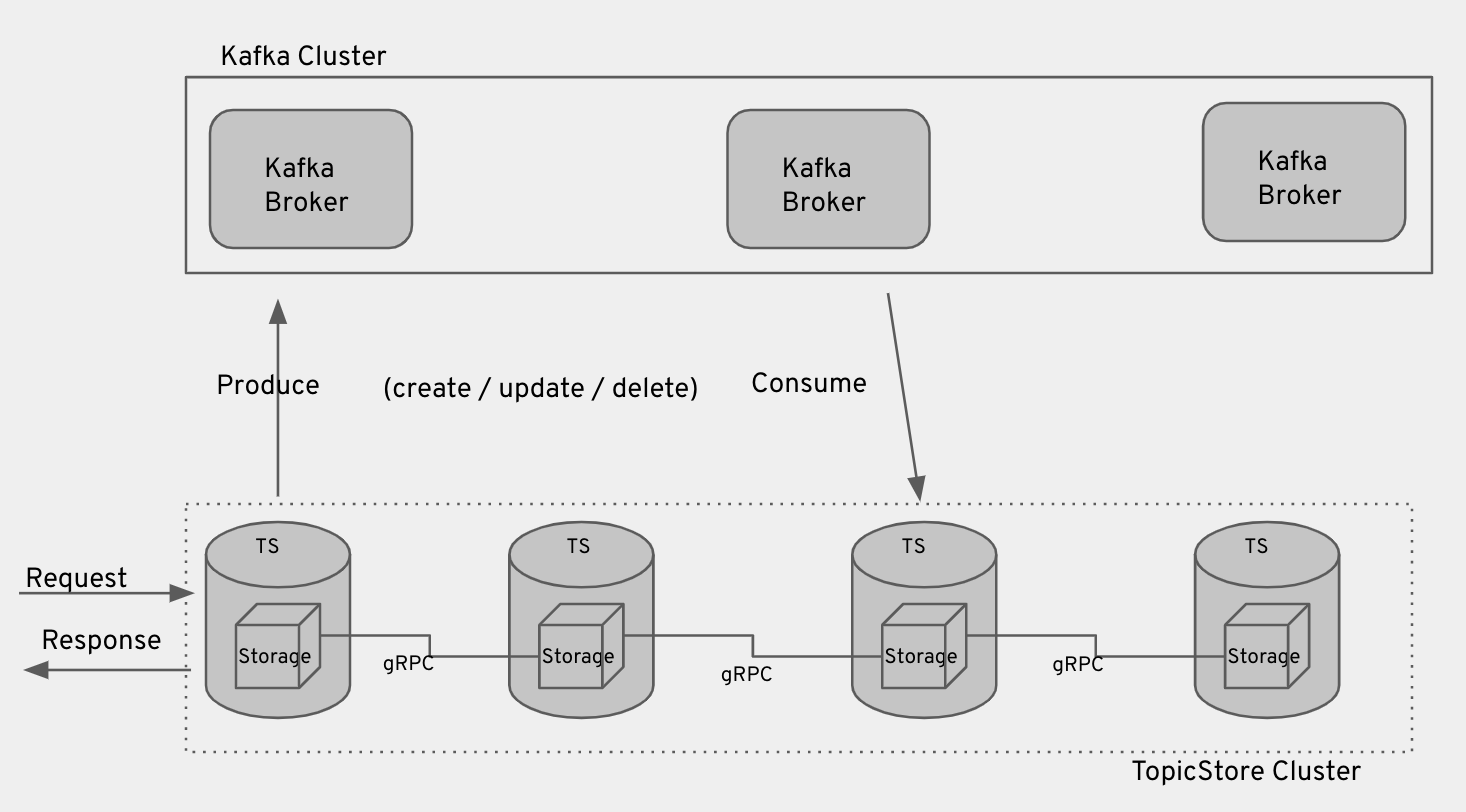 Kafka Cluster
Kafka
Broker
Kafka
Broker
Kafka
Broker
Produce
(create / update / delete)
Consume
TS
TS
TS
TS
Request
Response
Storage
gRPC
Storage
gRPC
Storage
gRPC
Storage
TopicStore Cluster